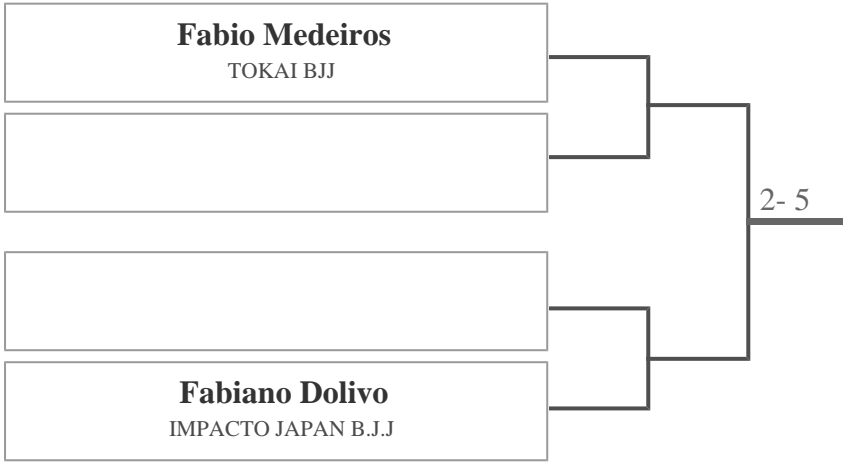 Fabio Medeiros
TOKAI BJJ
2- 5
Fabiano Dolivo
IMPACTO JAPAN B.J.J